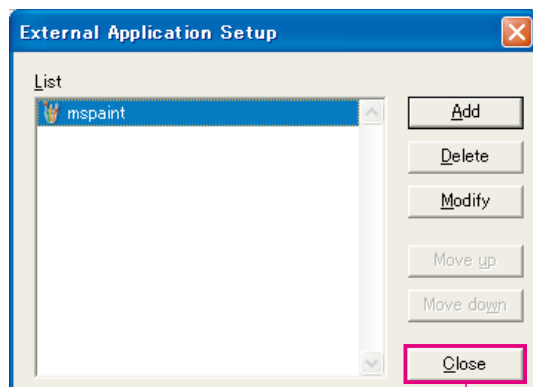 External Application Setup
List
mspaint
Add
Delete
Modify
Move up
Move down
Close